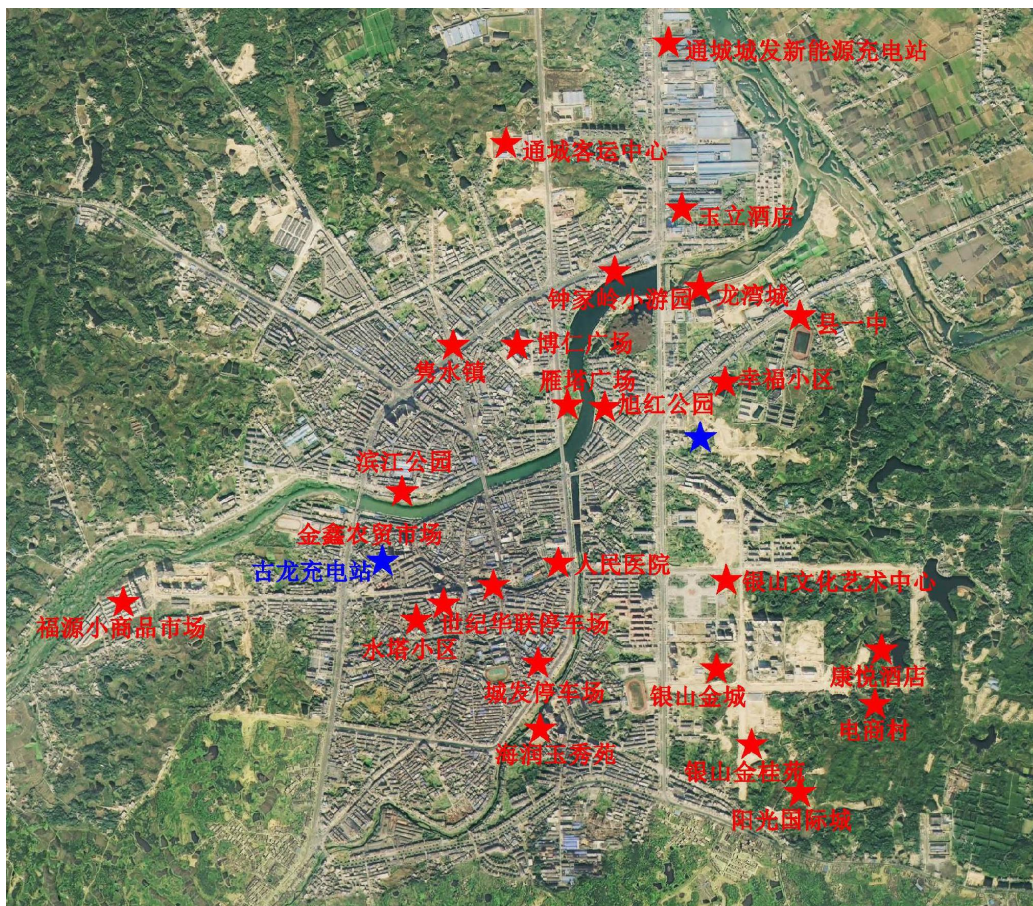 通城城发新能源充电站
通城客运中心
玉立酒店
钟家岭小游园
龙湾城
县一中
博仁广场
隽水镇
雁塔广场
幸福小区
旭红公园
滨江公园
金鑫农贸市场
古龙充电站
人民医院
银山文化艺术中心
福源小商品市场
世纪华联停车场
水塔小区
康悦酒店
城发停车场
银山金城
电商村
海润玉秀苑
银山金桂苑
阳光国际城